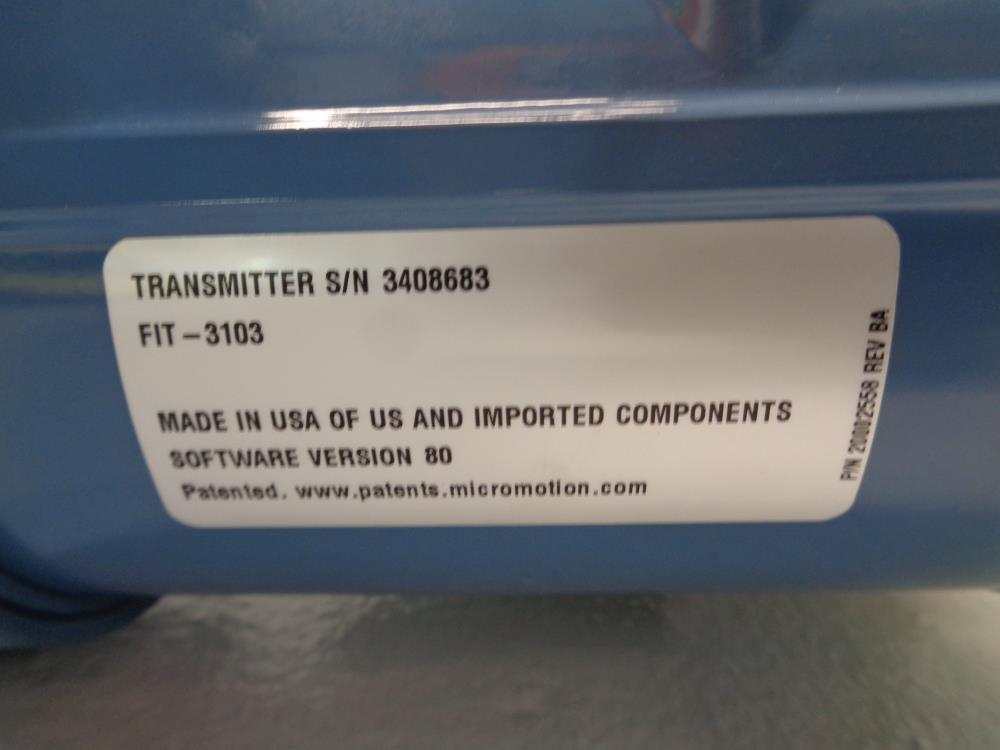 TRANSMITTER S/N 3408683
FIT – 3103
MADE IN USA OF US AND IMPORTED COMPONENTS
SOFTWARE VERSION 80
Patented. www.patents.micromotion.com
P/N 20002558 REV BA